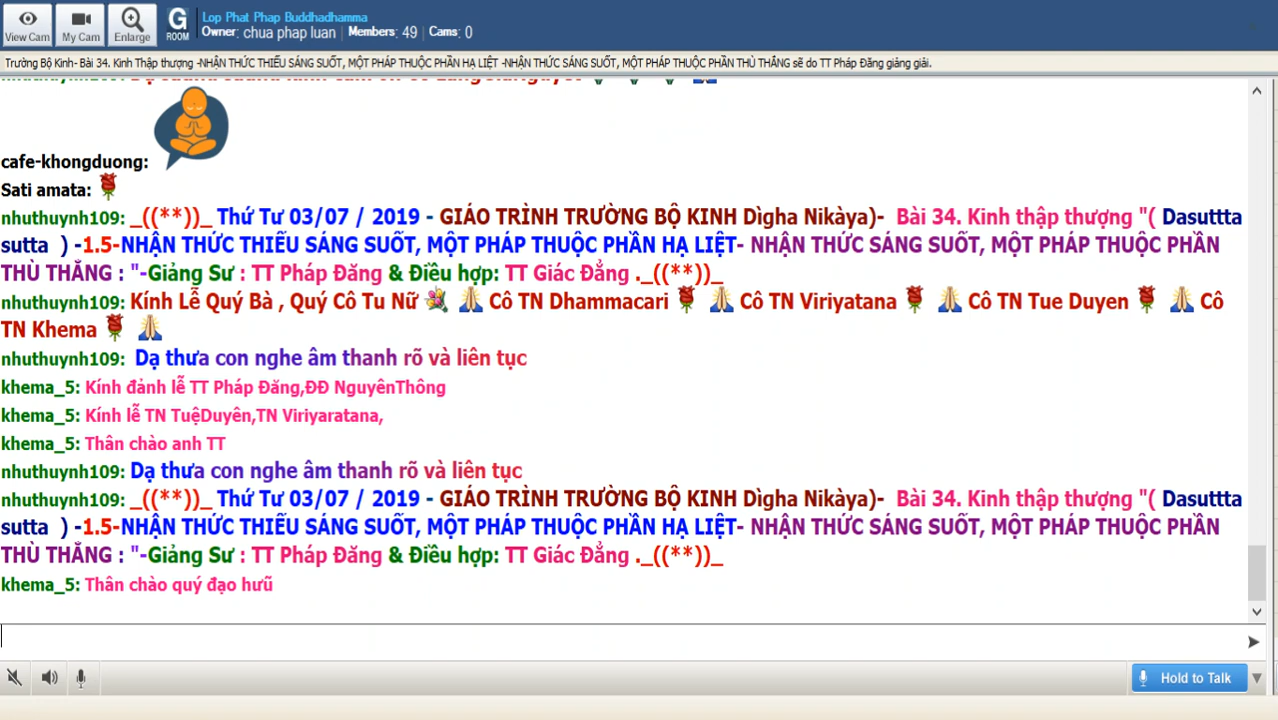 Lop Phat Phap Buddhadhamma
View Cam
My Cam
Enlarge
G ROOM
Owner: chua phap luan | Members: 49 | Cams: 0
Trường Bộ Kinh- Bài 34. Kinh Thập thượng -NHẬN THỨC THIẾU SÁNG SUỐT, MỘT PHÁP THUỘC PHẦN HẠ LIỆT -NHẬN THỨC SÁNG SUỐT, MỘT PHÁP THUỘC PHẦN THÙ THẮNG sẽ do TT Pháp Đăng giảng giải.
cafe-khongduong:
Sati amata:
nhuthuynh109: _((**))_ Thứ Tư 03/07 / 2019 - GIÁO TRÌNH TRƯỜNG BỘ KINH Dìgha Nikàya)- Bài 34. Kinh thập thượng "( Dasuttta
sutta ) -1.5-NHẬN THỨC THIẾU SÁNG SUỐT, MỘT PHÁP THUỘC PHẦN HẠ LIỆT- NHẬN THỨC SÁNG SUỐT, MỘT PHÁP THUỘC PHẦN
THÙ THẮNG : "-Giảng Sư : TT Pháp Đăng & Điều hợp: TT Giác Đẳng ._((**))_
nhuthuynh109: Kính Lễ Quý Bà , Quý Cô Tu Nữ Cô TN Dhammacari Cô TN Viriyatana Cô TN Tue Duyen Cô
TN Khema
nhuthuynh109: Dạ thưa con nghe âm thanh rõ và liên tục
khema_5: Kính đảnh lễ TT Pháp Đăng,ĐĐ NguyênThông
khema_5: Kính lễ TN TuệDuyên,TN Viriyaratana,
khema_5: Thân chào anh TT
nhuthuynh109: Dạ thưa con nghe âm thanh rõ và liên tục
nhuthuynh109: _((**))_ Thứ Tư 03/07 / 2019 - GIÁO TRÌNH TRƯỜNG BỘ KINH Dìgha Nikàya)- Bài 34. Kinh thập thượng "( Dasuttta
sutta ) -1.5-NHẬN THỨC THIẾU SÁNG SUỐT, MỘT PHÁP THUỘC PHẦN HẠ LIỆT- NHẬN THỨC SÁNG SUỐT, MỘT PHÁP THUỘC PHẦN
THÙ THẮNG : "-Giảng Sư : TT Pháp Đăng & Điều hợp: TT Giác Đẳng ._((**))_
khema_5: Thân chào quý đạo hưũ
Hold to Talk